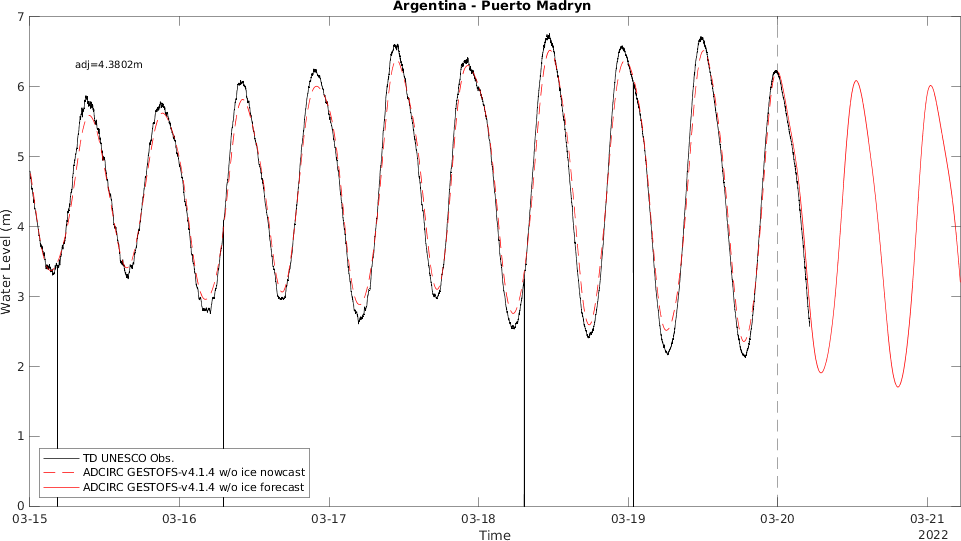 Argentina - Puerto Madryn
7
adj=4.3802m
6
5
4
3
2
1
0
Water Level (m)
TD UNESCO Obs.
ADCIRC GESTOFS-v4.1.4 w/o ice nowcast
ADCIRC GESTOFS-v4.1.4 w/o ice forecast
03-15 03-16 03-17 03-18 03-19 03-20 03-21
Time
2022